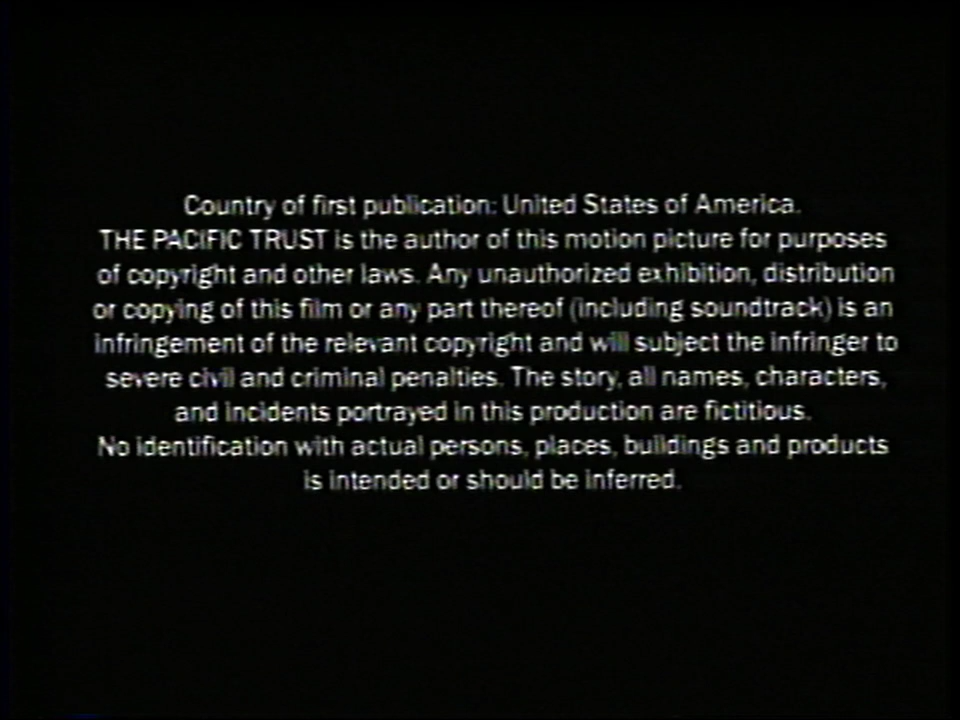 Country of first publication: United States of America.
THE PACIFIC TRUST is the author of this motion picture for purposes
of copyright and other laws. Any unauthorized exhibition, distribution
or copying of this film or any part thereof (including soundtrack) is an
infringement of the relevant copyright and will subject the infringer to
severe civil and criminal penalties. The story, all names, characters,
and incidents portrayed in this production are fictitious.
No identification with actual persons, places, buildings and products
is intended or should be inferred.